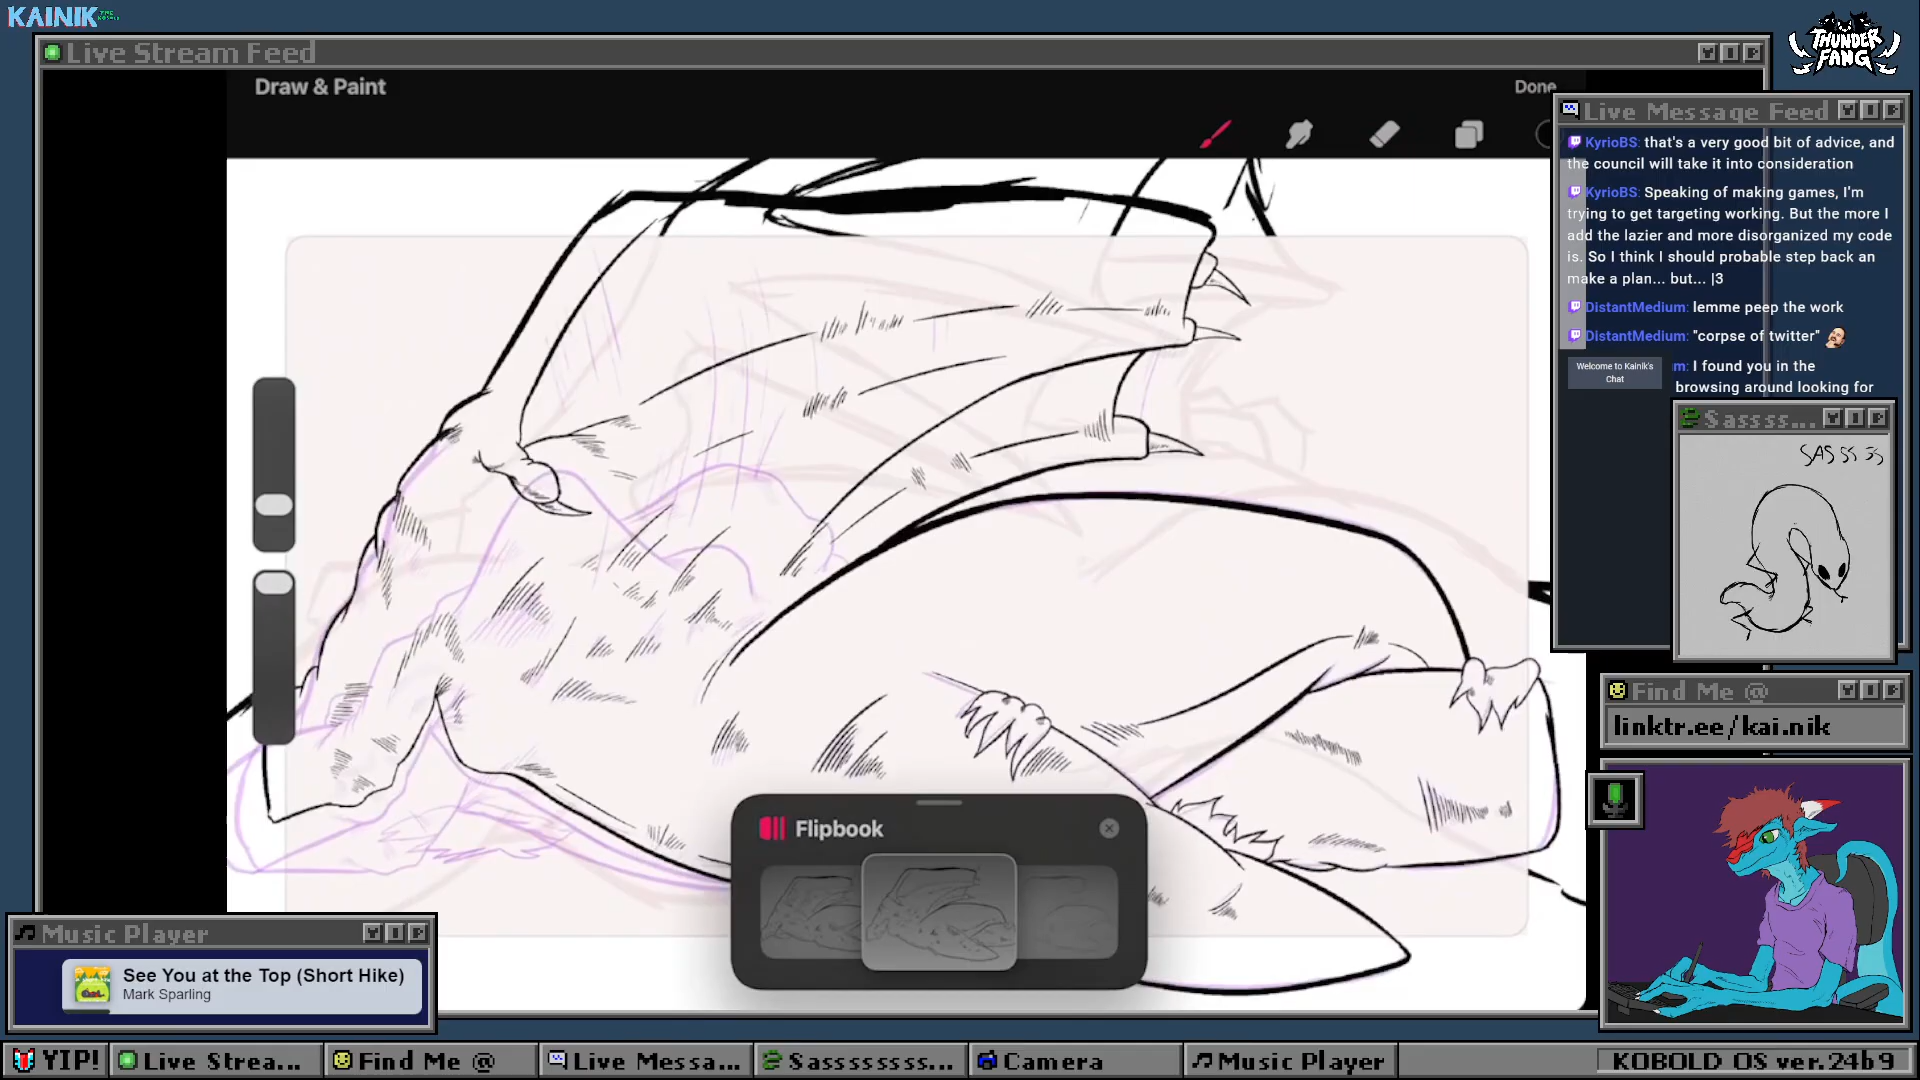 KAINIK
THE
KOBOLD
THUNDER
FANG
Live Stream Feed
Y I P
Draw & Paint
Done
Live Message Feed
Y I P
KyrioBS: that's a very good bit of advice, and
the council will take it into consideration
KyrioBS: Speaking of making games, I'm
trying to get targeting working. But the more I
add the lazier and more disorganized my code
is. So I think I should probable step back an
make a plan... but... |3
DistantMedium: lemme peep the work
DistantMedium: "corpse of twitter"
m: I found you in the
browsing around looking for
Welcome to Kainik's
Chat
Sassss...
Y I P
SASSSSS
Find Me @
Y I P
linktr.ee/kai.nik
Flipbook
Music Player
Y I P
See You at the Top (Short Hike)
Mark Sparling
YIP!
Live Strea...
Find Me @
Live Messa...
Sasssssssss...
Camera
Music Player
KOBOLD OS ver.24b9